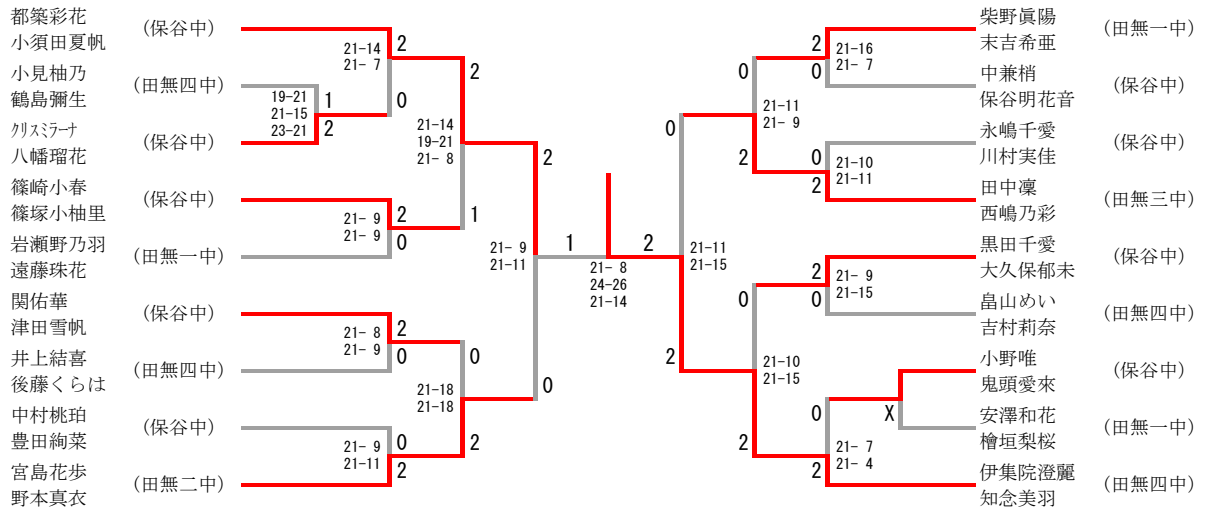 都築彩花
小須田夏帆
(保谷中)
小見柚乃
鶴島彌生
(田無四中)
ｸﾘｽﾐﾗｰﾅ
八幡瑠花
(保谷中)
篠崎小春
篠塚小柚里
(保谷中)
岩瀬野乃羽
遠藤珠花
(田無一中)
関佑華
津田雪帆
(保谷中)
井上結喜
後藤くらは
(田無四中)
中村桃珀
豊田絢菜
(保谷中)
宮島花歩
野本真衣
(田無二中)
19-21
21-15
23-21
1
2
21-14
21- 7
2
0
21- 9
21- 9
2
0
21- 8
21- 9
2
0
21- 9
21-11
0
2
21-14
19-21
21- 8
2
1
21-18
21-18
0
2
21- 9
21-11
2
0
1
2
21- 8
24-26
21-14
0
2
21-11
21-15
0
2
21-11
21- 9
0
2
21-10
21-15
2
0
21-16
21- 7
0
2
21-10
21-11
2
0
21- 9
21-15
0
2
21- 7
21- 4
X
柴野眞陽
末吉希亜
(田無一中)
中兼梢
保谷明花音
(保谷中)
永嶋千愛
川村実佳
(保谷中)
田中凜
西嶋乃彩
(田無三中)
黒田千愛
大久保郁未
(保谷中)
畠山めい
吉村莉奈
(田無四中)
小野唯
鬼頭愛來
(保谷中)
安澤和花
檜垣梨桜
(田無一中)
伊集院澄麗
知念美羽
(田無四中)